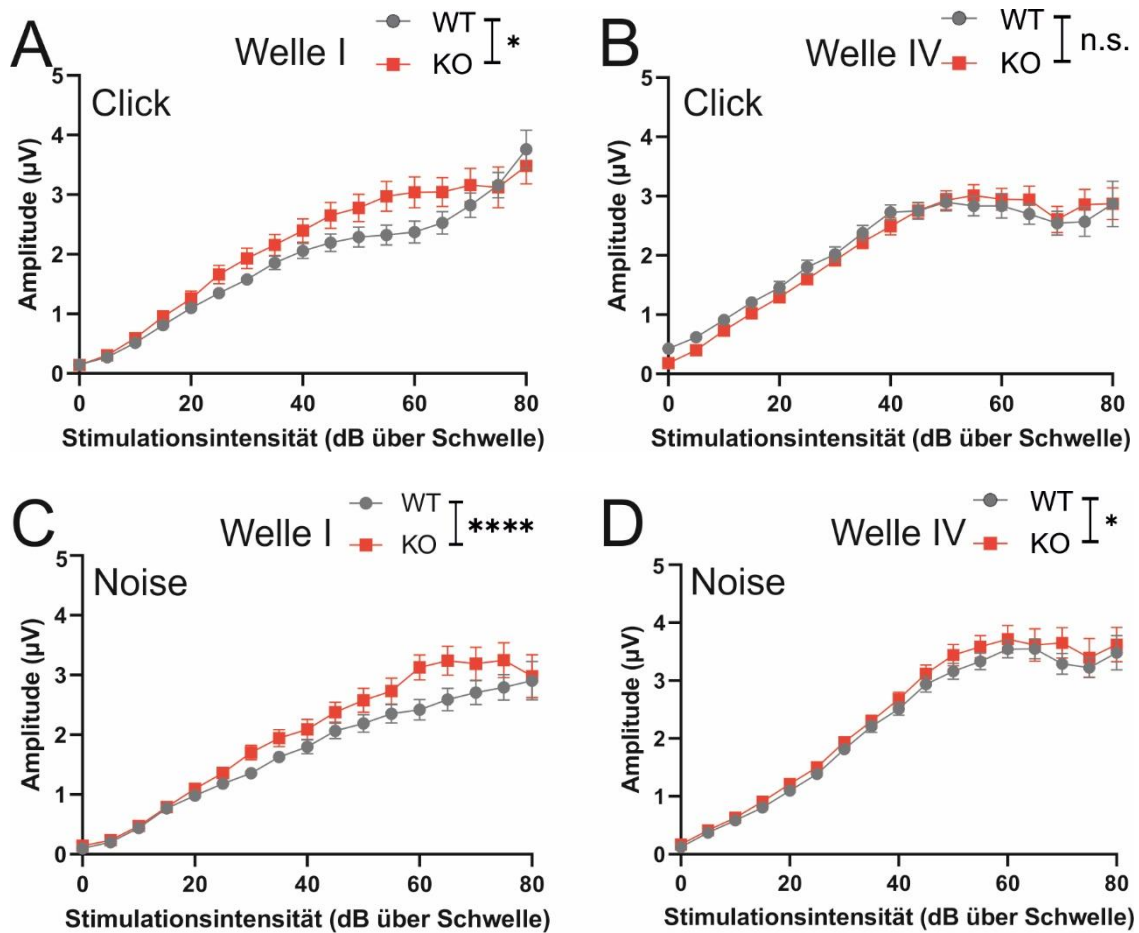 A
Welle I
WT
KO
*
Click
Amplitude (µV)
5
4
3
2
1
0
0 20 40 60 80
Stimulationsintensität (dB über Schwelle)
B
Welle IV
WT
KO
n.s.
Amplitude (µV)
5
4
3
2
1
0
Click
0 20 40 60 80
Stimulationsintensität (dB über Schwelle)
C
Welle I
WT
KO
****
Noise
Amplitude (µV)
5
4
3
2
1
0
0 20 40 60 80
Stimulationsintensität (dB über Schwelle)
D
Welle IV
WT
KO
*
Noise
Amplitude (µV)
5
4
3
2
1
0
0 20 40 60 80
Stimulationsintensität (dB über Schwelle)